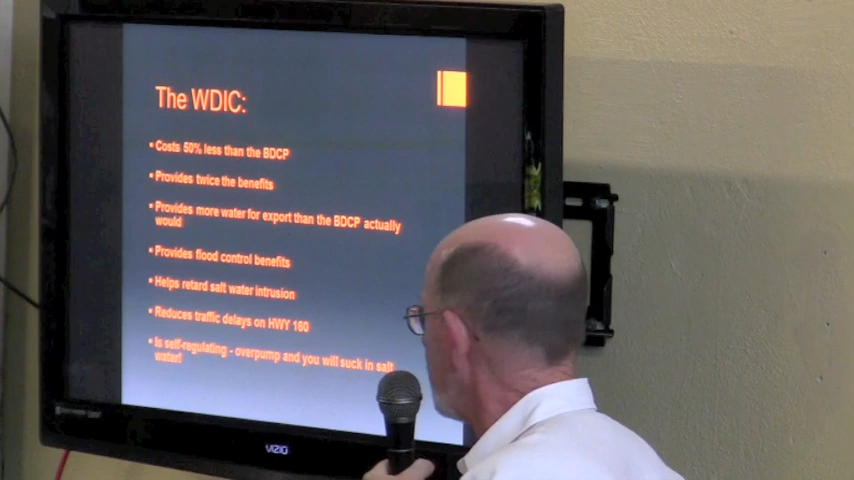 The WDIC:
▪ Costs 50% less than the BDCP
▪ Provides twice the benefits
▪ Provides more water for export than the BDCP actually
would
▪ Provides flood control benefits
▪ Helps retard salt water intrusion
▪ Reduces traffic delays on HWY 160
▪ Is self-regulating - overpump and you will suck in salt
water!
VIZIO